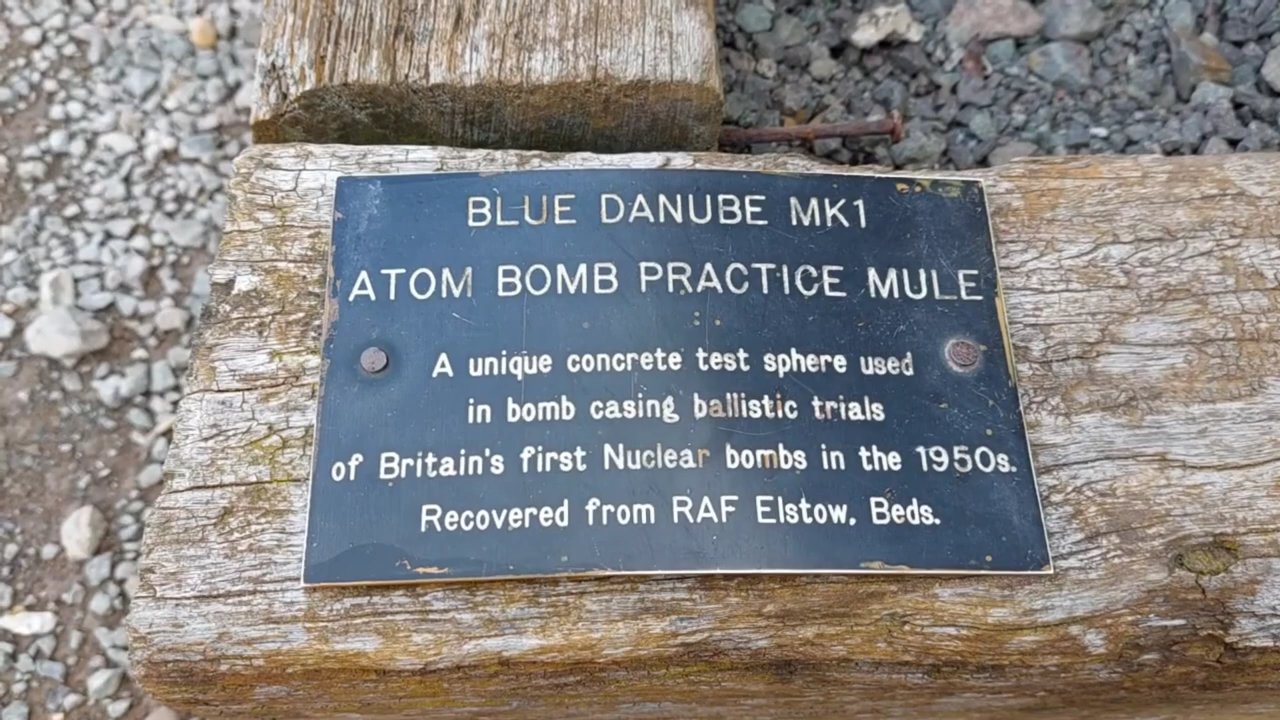 BLUE DANUBE MK1
ATOM BOMB PRACTICE MULE
A unique concrete test sphere used
in bomb casing ballistic trials
of Britain's first Nuclear bombs in the 1950s.
Recovered from RAF Elstow, Beds.